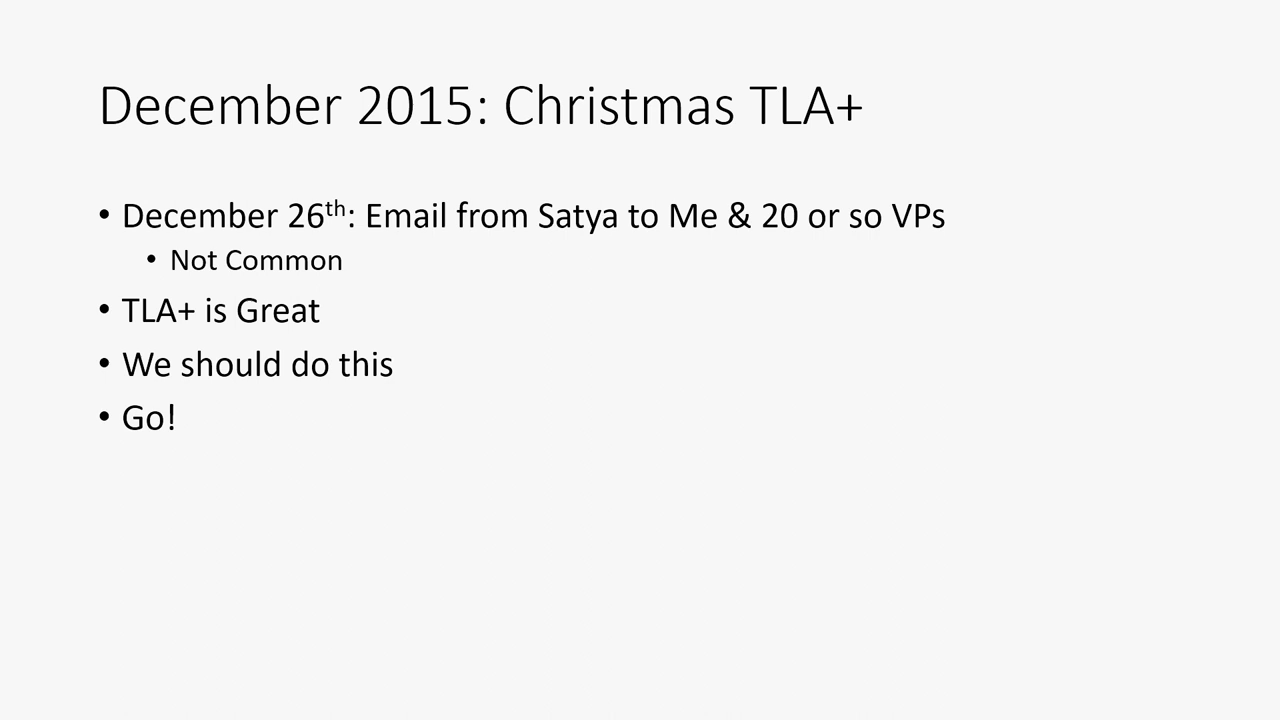 December 2015: Christmas TLA+
• December 26th: Email from Satya to Me & 20 or so VPs
• Not Common
• TLA+ is Great
• We should do this
• Go!